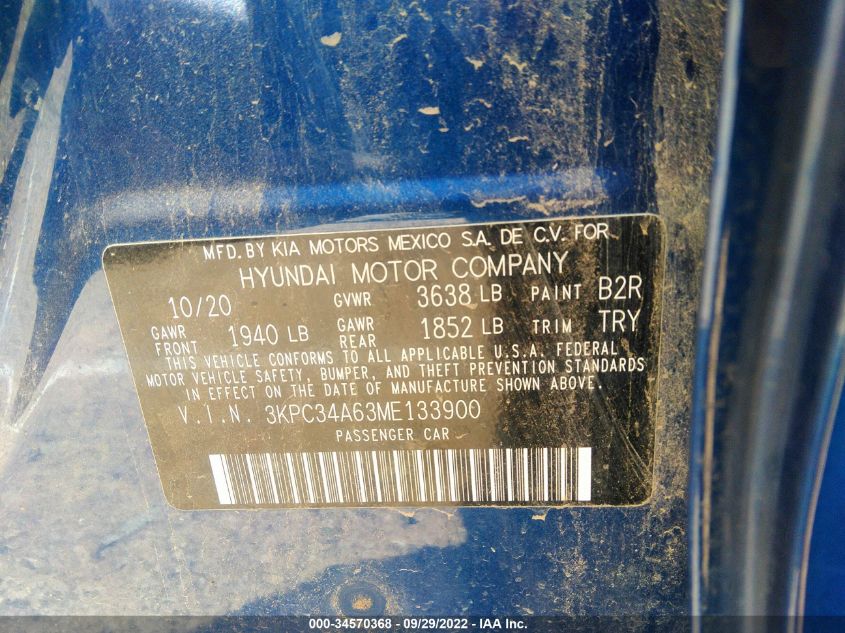 MFD. BY KIA MOTORS MEXICO S.A. DE C.V. FOR
HYUNDAI MOTOR COMPANY
10/20 GVWR 3638 LB PAINT B2R
GAWR FRONT 1940 LB GAWR REAR 1852 LB TRIM TRY
THIS VEHICLE CONFORMS TO ALL APPLICABLE U.S.A. FEDERAL
MOTOR VEHICLE SAFETY, BUMPER, AND THEFT PREVENTION STANDARDS
IN EFFECT ON THE DATE OF MANUFACTURE SHOWN ABOVE.
V.I.N. 3KPC34A63ME133900
PASSENGER CAR
000-34570368 - 09/29/2022 - IAA Inc.